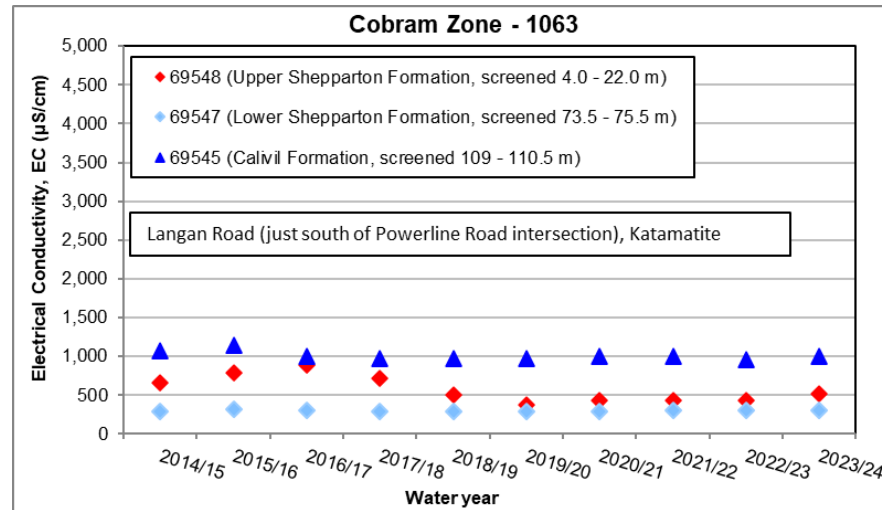 Cobram Zone - 1063
Electrical Conductivity, EC (µS/cm)
5,000
4,500
4,000
3,500
3,000
2,500
2,000
1,500
1,000
500
0
69548 (Upper Shepparton Formation, screened 4.0 - 22.0 m)
69547 (Lower Shepparton Formation, screened 73.5 - 75.5 m)
69545 (Calivil Formation, screened 109 - 110.5 m)
Langan Road (just south of Powerline Road intersection), Katamatite
2014/15 2015/16 2016/17 2017/18 2018/19 2019/20 2020/21 2021/22 2022/23 2023/24
Water year